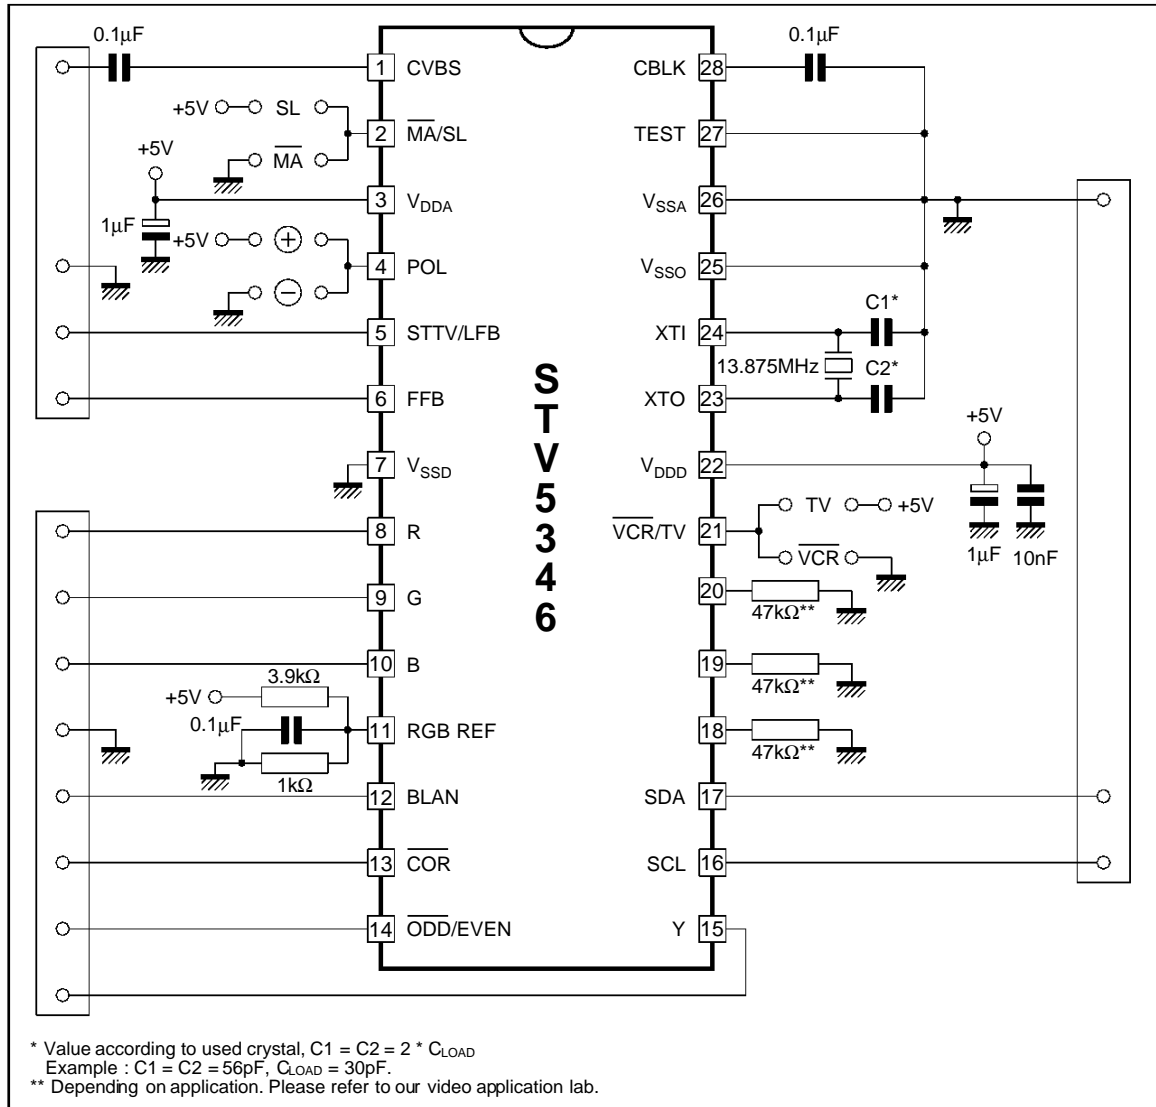 0.1μF
0.1μF
1 CVBS
CBLK 28
+5V SL
2 MA/SL
TEST 27
MA
+5V
3 VDDA
VSSA 26
1μF
+5V +
4 POL
VSSO 25
−
C1*
5 STTV/LFB
XTI 24
13.875MHz
C2*
6 FFB
XTO 23
STV5346
+5V
7 VSSD
VDDD 22
1μF
10nF
TV +5V
8 R
VCR/TV 21
VCR
20
47kΩ**
9 G
10 B
19
47kΩ**
3.9kΩ
+5V
0.1μF
11 RGB REF
18
47kΩ**
1kΩ
12 BLAN
SDA 17
13 COR
SCL 16
14 ODD/EVEN
Y 15
* Value according to used crystal, C1 = C2 = 2 * CLOAD
Example : C1 = C2 = 56pF, CLOAD = 30pF.
** Depending on application. Please refer to our video application lab.